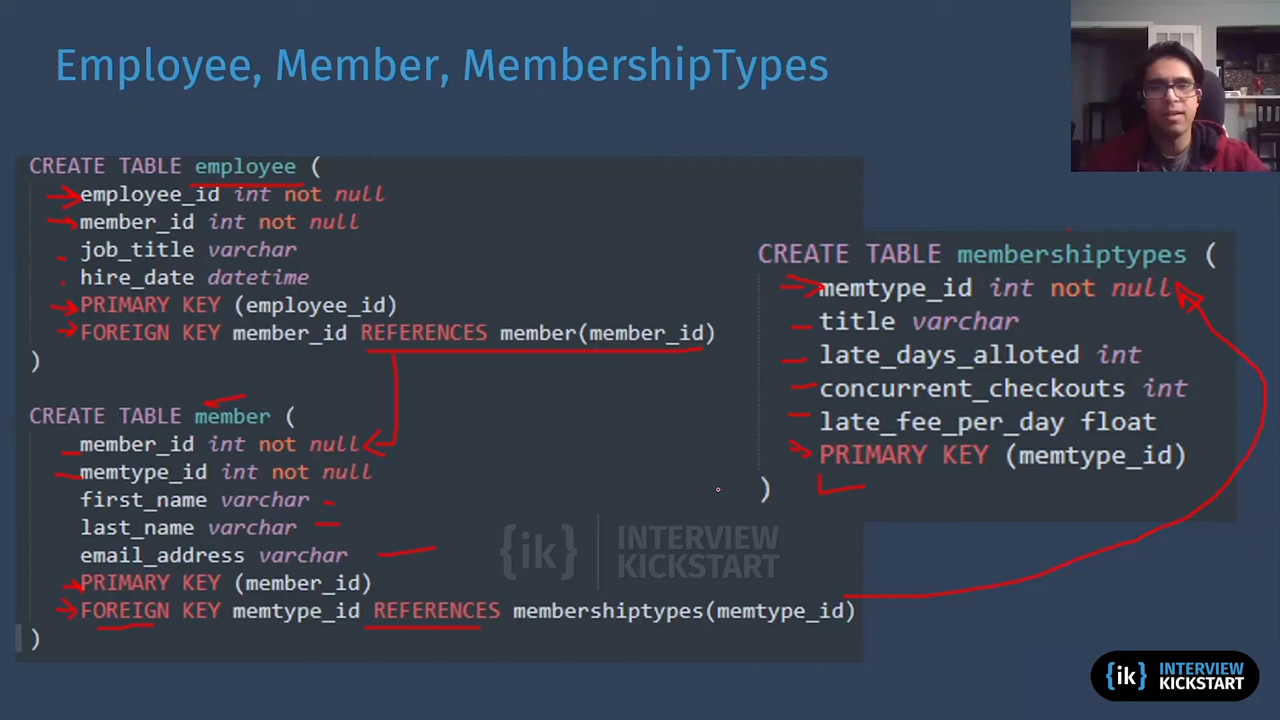 Employee, Member, MembershipTypes
CREATE TABLE employee (
employee_id int not null
member_id int not null
job_title varchar
hire_date datetime
PRIMARY KEY (employee_id)
FOREIGN KEY member_id REFERENCES member(member_id)
)
CREATE TABLE member (
member_id int not null
memtype_id int not null
first_name varchar
last_name varchar
email_address varchar
PRIMARY KEY (member_id)
FOREIGN KEY memtype_id REFERENCES membershiptypes(memtype_id)
)
CREATE TABLE membershiptypes (
memtype_id int not null
title varchar
late_days_alloted int
concurrent_checkouts int
late_fee_per_day float
PRIMARY KEY (memtype_id)
)
{ik} INTERVIEW
KICKSTART
{ik} INTERVIEW
KICKSTART